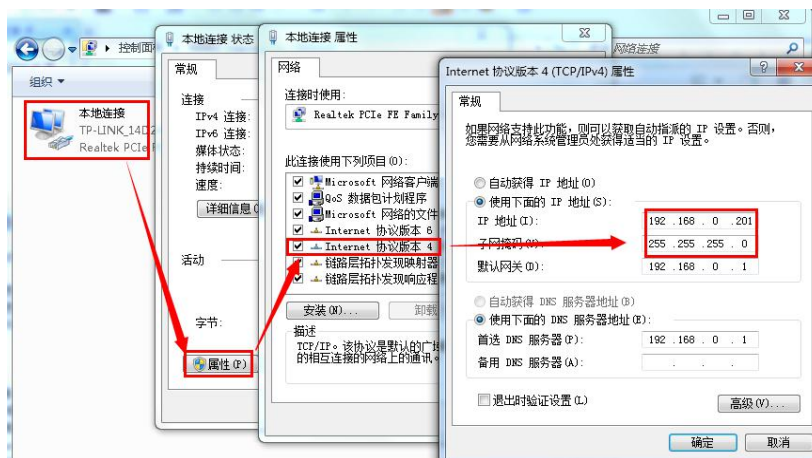 控制面
网络连接
组织
本地连接
TP-LINK_14D2
Realtek PCIe F
本地连接 状态
常规
连接
IPv4 连接:
IPv6 连接:
媒体状态:
持续时间:
速度:
详细信息(
活动
字节:
属性(P)
本地连接 属性
网络
连接时使用:
Realtek PCIe FE Family
此连接使用下列项目(O):
Microsoft 网络客户端
QoS 数据包计划程序
Microsoft 网络的文件
Internet 协议版本 6
Internet 协议版本 4
链路层拓扑发现映射器
链路层拓扑发现响应程
安装(N)...
卸载
描述
TCP/IP。该协议是默认的广域
的相互连接的网络上的通讯。
Internet 协议版本 4 (TCP/IPv4) 属性
常规
如果网络支持此功能,则可以获取自动指派的 IP 设置。否则,
您需要从网络系统管理员处获得适当的 IP 设置。
自动获得 IP 地址(O)
使用下面的 IP 地址(S):
IP 地址(I): 192 .168 . 0 .201
子网掩码(U): 255 .255 .255 . 0
默认网关(D): 192 .168 . 0 . 1
自动获得 DNS 服务器地址(B)
使用下面的 DNS 服务器地址(E):
首选 DNS 服务器(P): 192 .168 . 0 . 1
备用 DNS 服务器(A): . . .
退出时验证设置(L)
高级(V)...
确定
取消